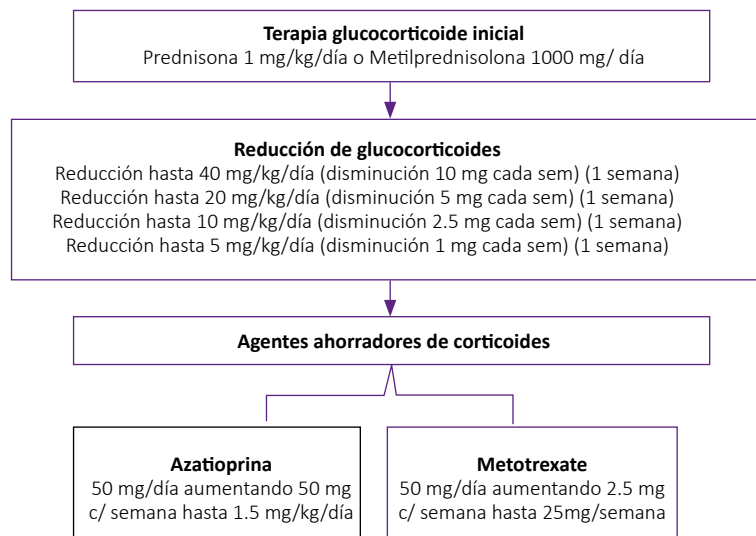 Terapia glucocorticoide inicial
Prednisona 1 mg/kg/día o Metilprednisolona 1000 mg/ día
Reducción de glucocorticoides
Reducción hasta 40 mg/kg/día (disminución 10 mg cada sem) (1 semana)
Reducción hasta 20 mg/kg/día (disminución 5 mg cada sem) (1 semana)
Reducción hasta 10 mg/kg/día (disminución 2.5 mg cada sem) (1 semana)
Reducción hasta 5 mg/kg/día (disminución 1 mg cada sem) (1 semana)
Agentes ahorradores de corticoides
Azatioprina
50 mg/día aumentando 50 mg
c/ semana hasta 1.5 mg/kg/día
Metotrexate
50 mg/día aumentando 2.5 mg
c/ semana hasta 25mg/semana